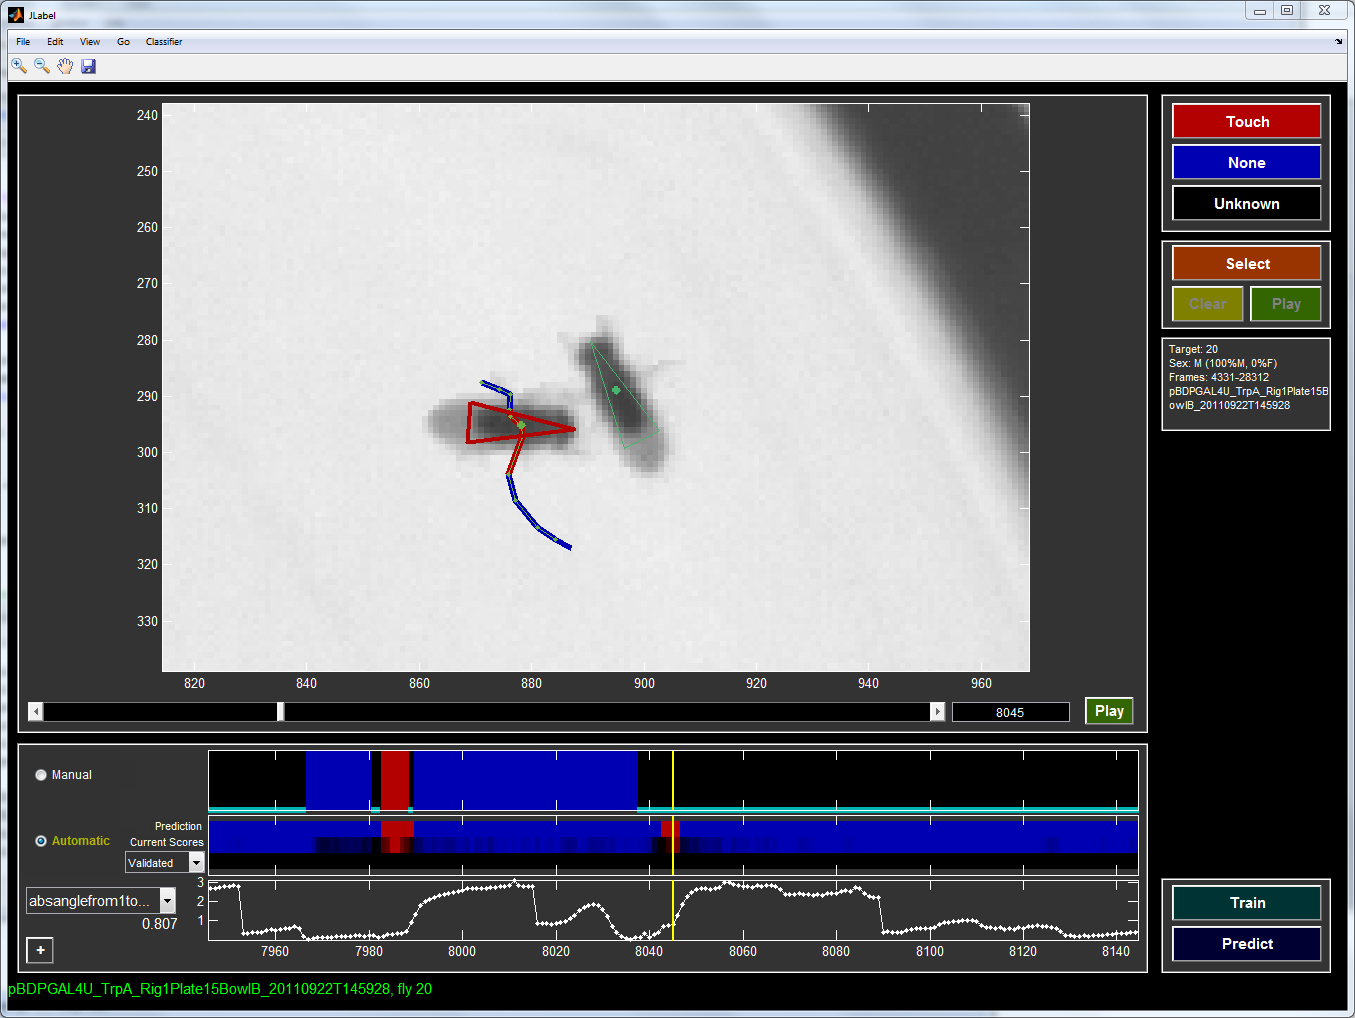 JLabel
File Edit View Go Classifier
240
250
260
270
280
290
300
310
320
330
820 840 860 880 900 920 940 960
8045
Play
Touch
None
Unknown
Select
Clear Play
Target: 20
Sex: M (100%M, 0%F)
Frames: 4331-28312
pBDPGAL4U_TrpA_Rig1Plate15B
owlB_20110922T145928
Manual
Prediction
Automatic Current Scores
Validated
absanglefrom1to...
0.807
+
3
2
1
7960 7980 8000 8020 8040 8060 8080 8100 8120 8140
Train
Predict
pBDPGAL4U_TrpA_Rig1Plate15BowlB_20110922T145928, fly 20